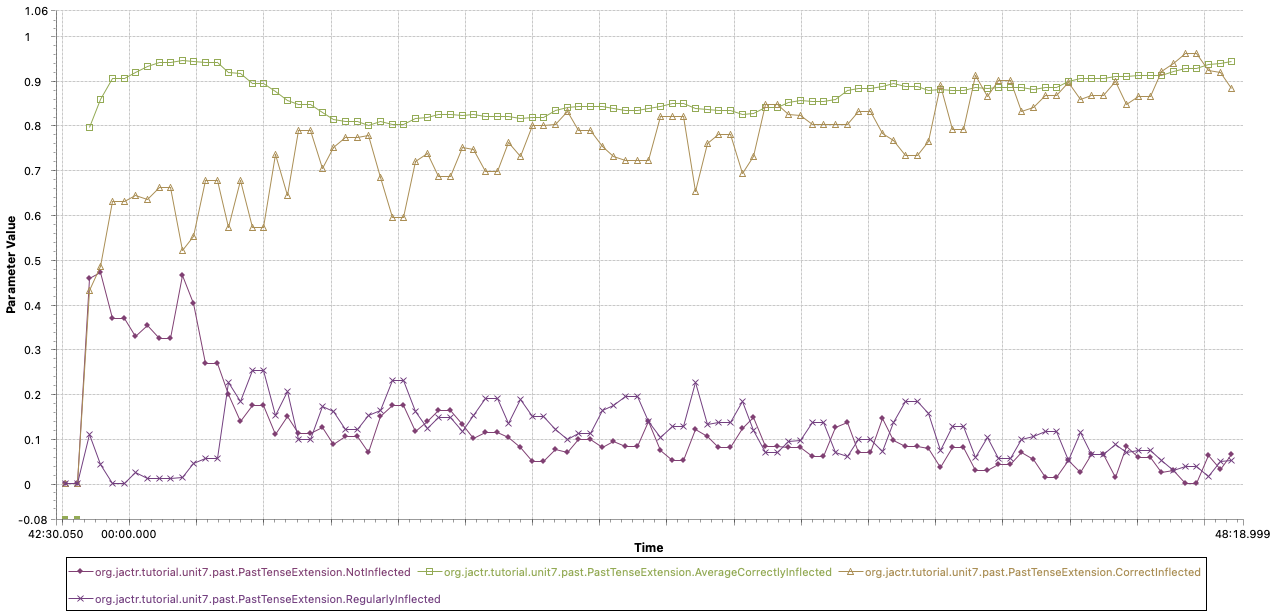 1.06
1
0.9
0.8
0.7
0.6
0.5
0.4
0.3
0.2
0.1
0
-0.08
Parameter Value
42:30.050 00:00.000 48:18.999
Time
org.jactr.tutorial.unit7.past.PastTenseExtension.NotInflected org.jactr.tutorial.unit7.past.PastTenseExtension.AverageCorrectlyInflected org.jactr.tutorial.unit7.past.PastTenseExtension.CorrectInflected
org.jactr.tutorial.unit7.past.PastTenseExtension.RegularlyInflected